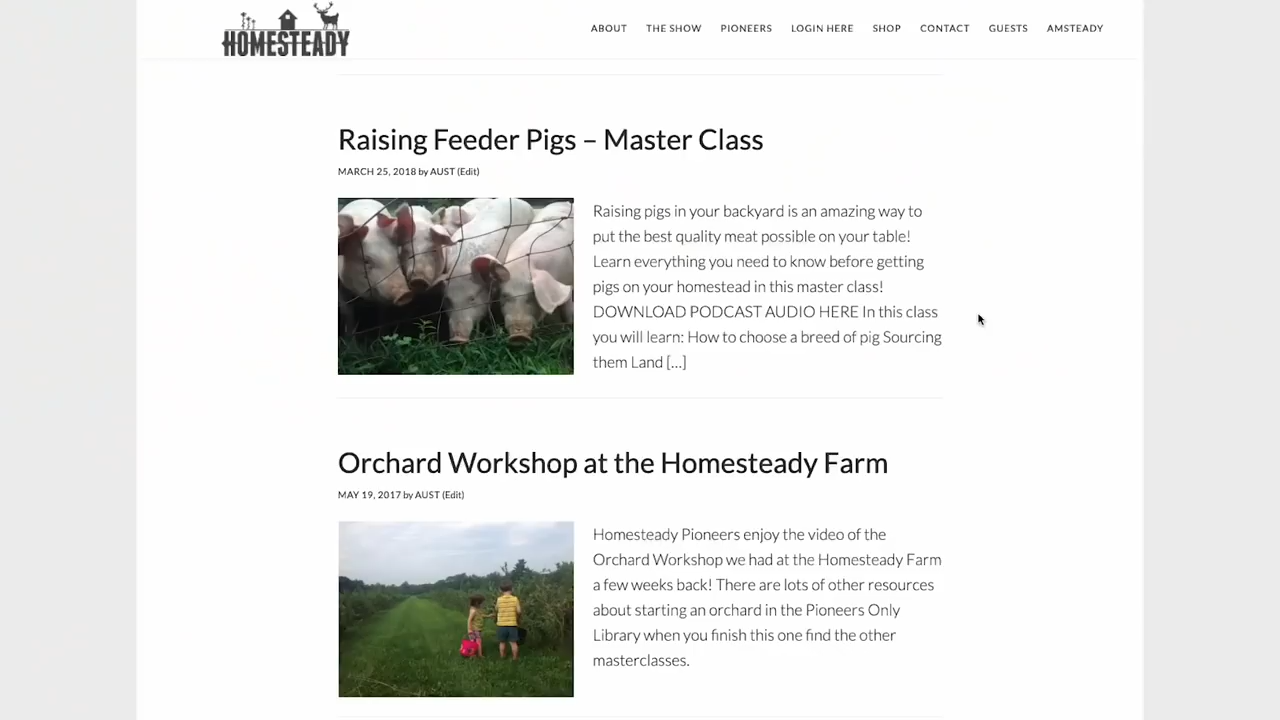 HOMESTEADY
ABOUT THE SHOW PIONEERS LOGIN HERE SHOP CONTACT GUESTS AMSTEADY
Raising Feeder Pigs – Master Class
MARCH 25, 2018 by AUST (Edit)
Raising pigs in your backyard is an amazing way to
put the best quality meat possible on your table!
Learn everything you need to know before getting
pigs on your homestead in this master class!
DOWNLOAD PODCAST AUDIO HERE In this class
you will learn: How to choose a breed of pig Sourcing
them Land [...]
Orchard Workshop at the Homesteady Farm
MAY 19, 2017 by AUST (Edit)
Homesteady Pioneers enjoy the video of the
Orchard Workshop we had at the Homesteady Farm
a few weeks back! There are lots of other resources
about starting an orchard in the Pioneers Only
Library when you finish this one find the other
masterclasses.